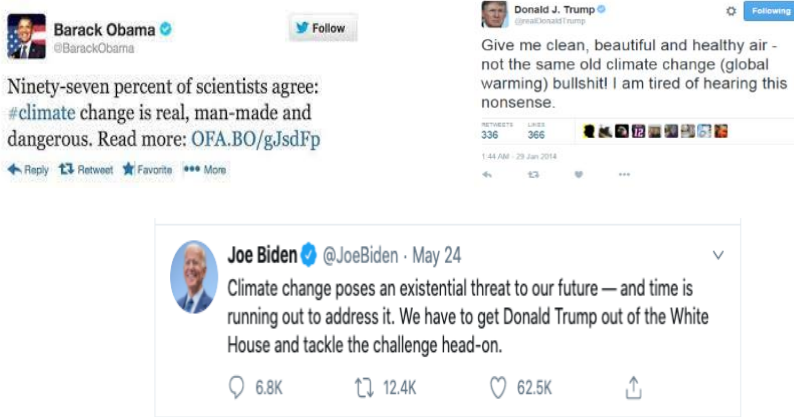 Barack Obama
@BarackObama
Follow
Ninety-seven percent of scientists agree:
#climate change is real, man-made and
dangerous. Read more: OFA.BO/gJsdFp
Reply Retweet Favorite More
Donald J. Trump
@realDonaldTrump
Following
Give me clean, beautiful and healthy air -
not the same old climate change (global
warming) bullshit! I am tired of hearing this
nonsense.
RETWEETS LIKES
336 366
1:44 AM - 29 Jan 2014
Joe Biden @JoeBiden · May 24
Climate change poses an existential threat to our future — and time is
running out to address it. We have to get Donald Trump out of the White
House and tackle the challenge head-on.
6.8K 12.4K 62.5K